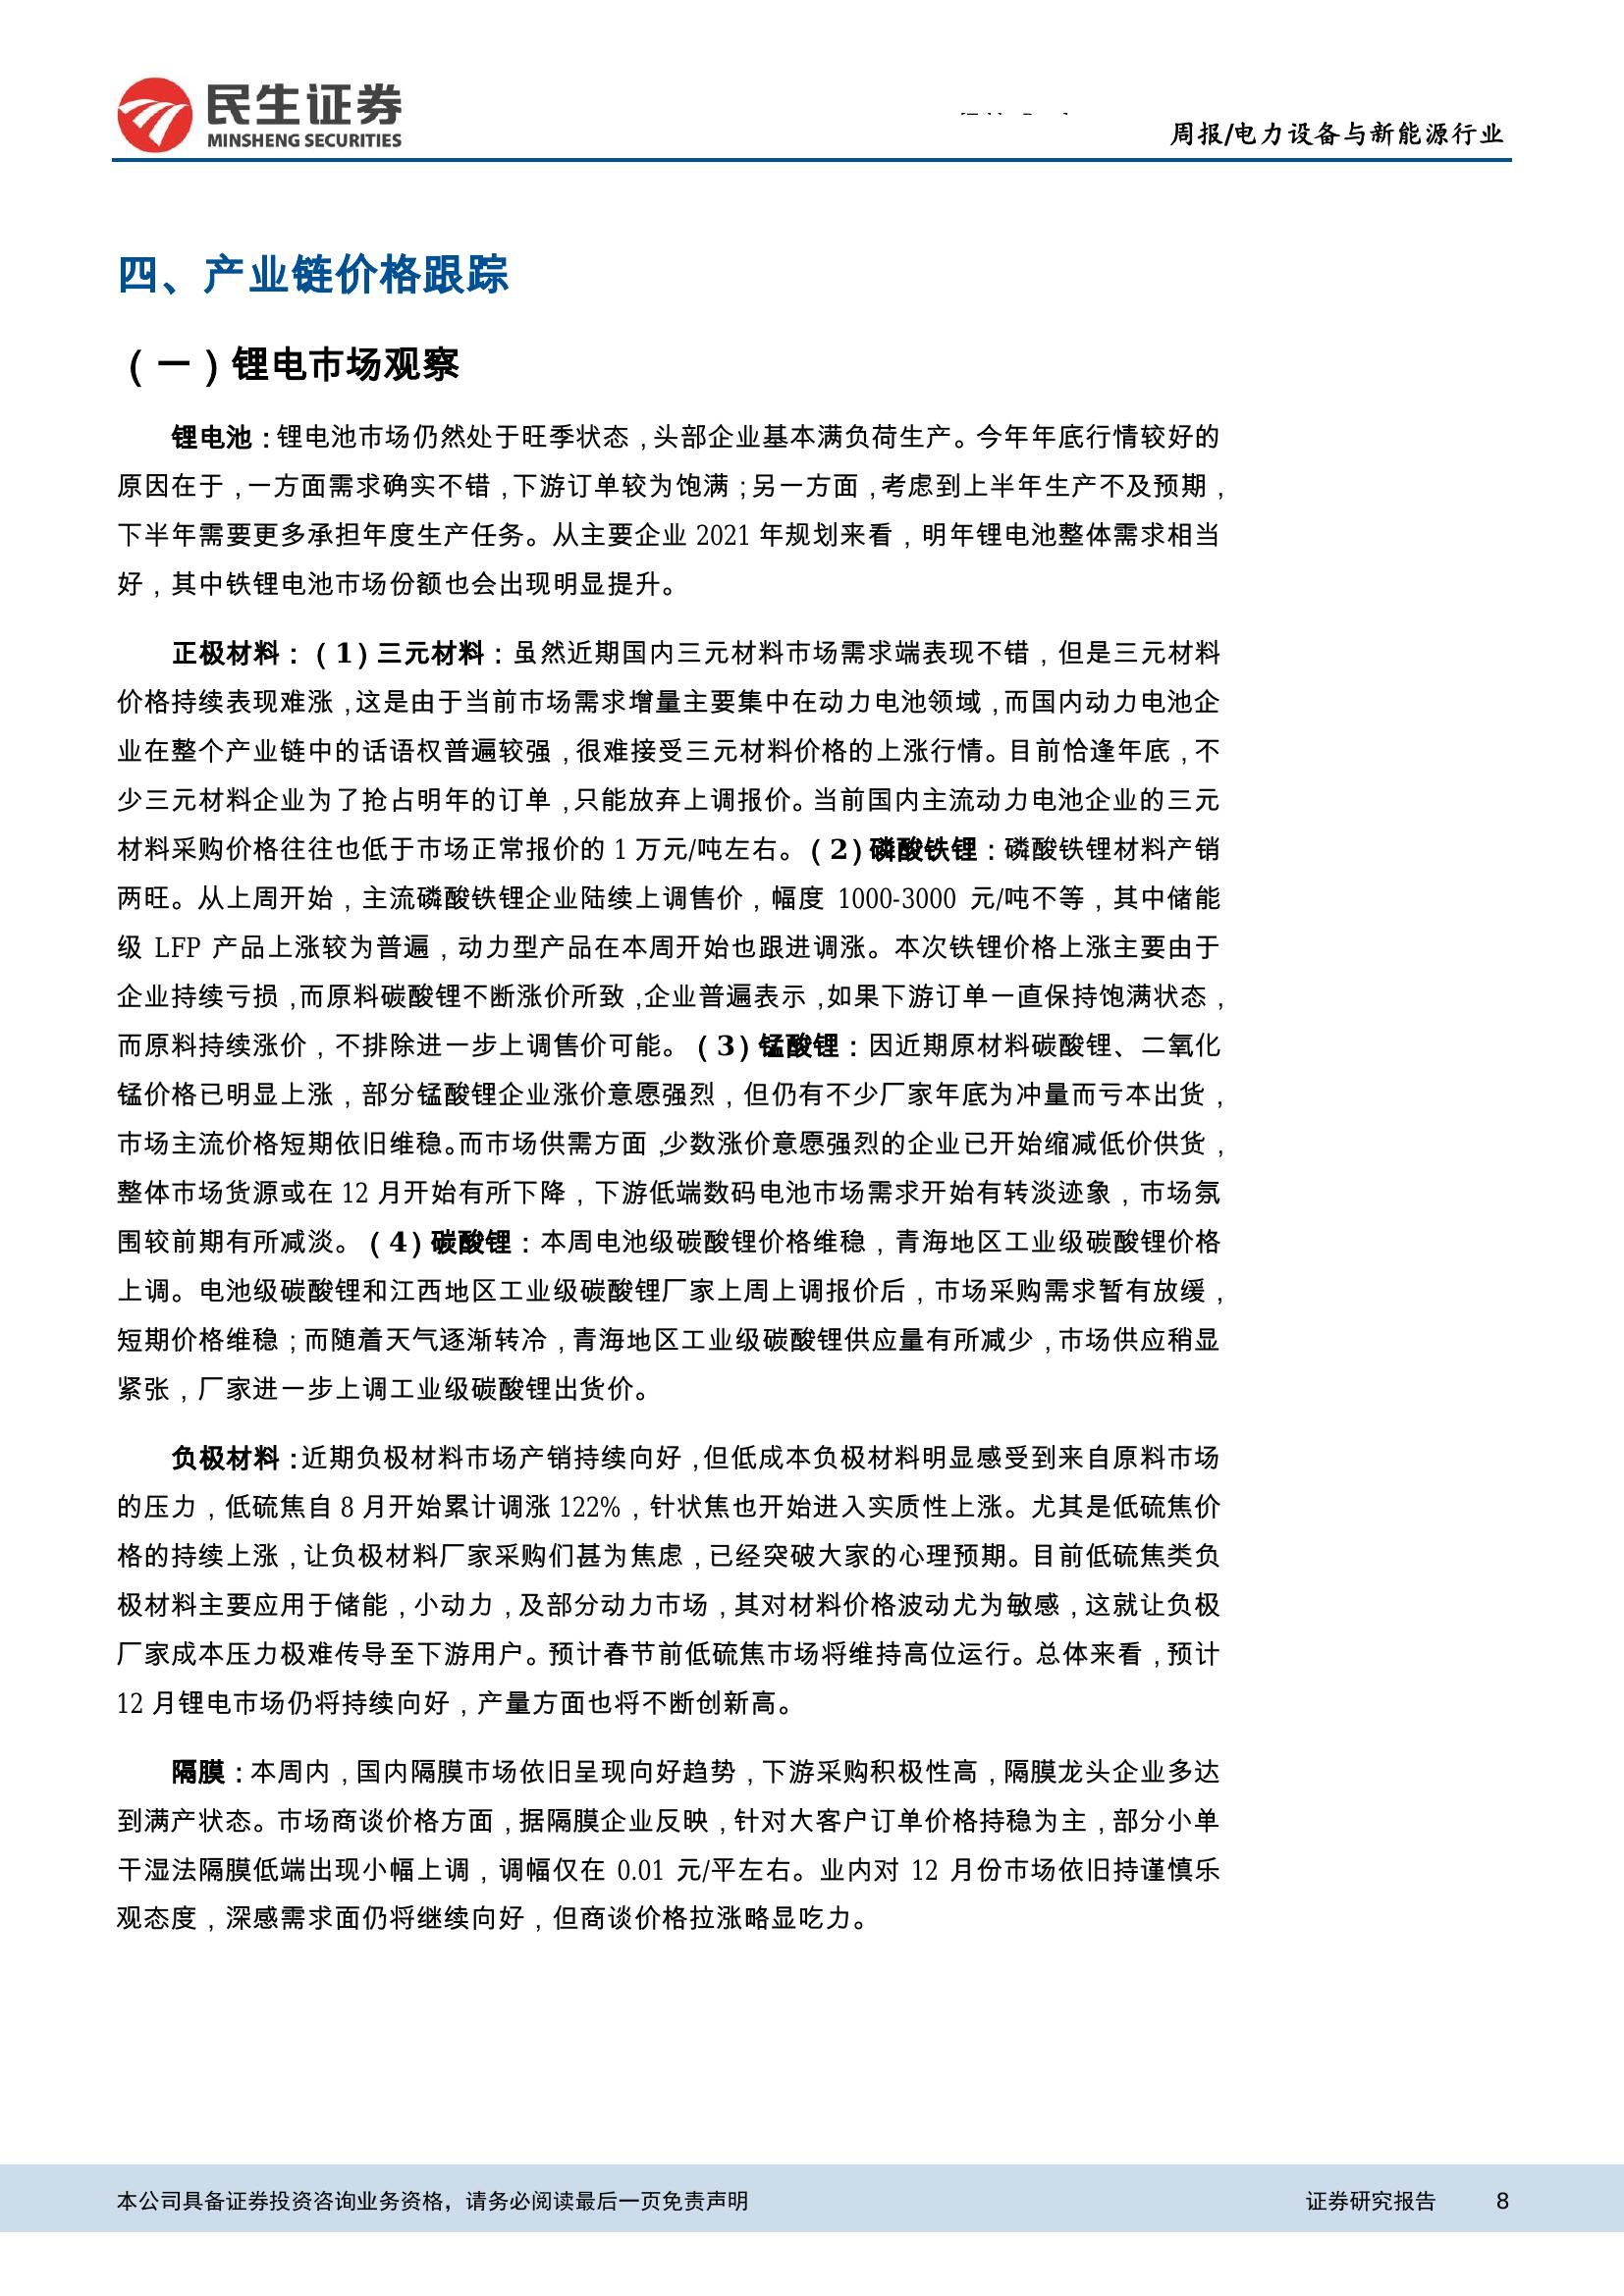 民生证券
MINSHENG SECURITIES
周报/电力设备与新能源行业
四、产业链价格跟踪
（一）锂电市场观察
锂电池：锂电池市场仍然处于旺季状态，头部企业基本满负荷生产。今年年底行情较好的
原因在于，一方面需求确实不错，下游订单较为饱满；另一方面，考虑到上半年生产不及预期，
下半年需要更多承担年度生产任务。从主要企业 2021 年规划来看，明年锂电池整体需求相当
好，其中铁锂电池市场份额也会出现明显提升。
正极材料：（1）三元材料：虽然近期国内三元材料市场需求端表现不错，但是三元材料
价格持续表现难涨，这是由于当前市场需求增量主要集中在动力电池领域，而国内动力电池企
业在整个产业链中的话语权普遍较强，很难接受三元材料价格的上涨行情。目前恰逢年底，不
少三元材料企业为了抢占明年的订单，只能放弃上调报价。当前国内主流动力电池企业的三元
材料采购价格往往也低于市场正常报价的 1 万元/吨左右。（2）磷酸铁锂：磷酸铁锂材料产销
两旺。从上周开始，主流磷酸铁锂企业陆续上调售价，幅度 1000-3000 元/吨不等，其中储能
级 LFP 产品上涨较为普遍，动力型产品在本周开始也跟进调涨。本次铁锂价格上涨主要由于
企业持续亏损，而原料碳酸锂不断涨价所致，企业普遍表示，如果下游订单一直保持饱满状态，
而原料持续涨价，不排除进一步上调售价可能。（3）锰酸锂：因近期原材料碳酸锂、二氧化
锰价格已明显上涨，部分锰酸锂企业涨价意愿强烈，但仍有不少厂家年底为冲量而亏本出货，
市场主流价格短期依旧维稳。而市场供需方面，少数涨价意愿强烈的企业已开始缩减低价供货，
整体市场货源或在 12 月开始有所下降，下游低端数码电池市场需求开始有转淡迹象，市场氛
围较前期有所减淡。（4）碳酸锂：本周电池级碳酸锂价格维稳，青海地区工业级碳酸锂价格
上调。电池级碳酸锂和江西地区工业级碳酸锂厂家上周上调报价后，市场采购需求暂有放缓，
短期价格维稳；而随着天气逐渐转冷，青海地区工业级碳酸锂供应量有所减少，市场供应稍显
紧张，厂家进一步上调工业级碳酸锂出货价。
负极材料：近期负极材料市场产销持续向好，但低成本负极材料明显感受到来自原料市场
的压力，低硫焦自 8 月开始累计调涨 122%，针状焦也开始进入实质性上涨。尤其是低硫焦价
格的持续上涨，让负极材料厂家采购们甚为焦虑，已经突破大家的心理预期。目前低硫焦类负
极材料主要应用于储能，小动力，及部分动力市场，其对材料价格波动尤为敏感，这就让负极
厂家成本压力极难传导至下游用户。预计春节前低硫焦市场将维持高位运行。总体来看，预计
12 月锂电市场仍将持续向好，产量方面也将不断创新高。
隔膜：本周内，国内隔膜市场依旧呈现向好趋势，下游采购积极性高，隔膜龙头企业多达
到满产状态。市场商谈价格方面，据隔膜企业反映，针对大客户订单价格持稳为主，部分小单
干湿法隔膜低端出现小幅上调，调幅仅在 0.01 元/平左右。业内对 12 月份市场依旧持谨慎乐
观态度，深感需求面仍将继续向好，但商谈价格拉涨略显吃力。
本公司具备证券投资咨询业务资格，请务必阅读最后一页免责声明
证券研究报告 8